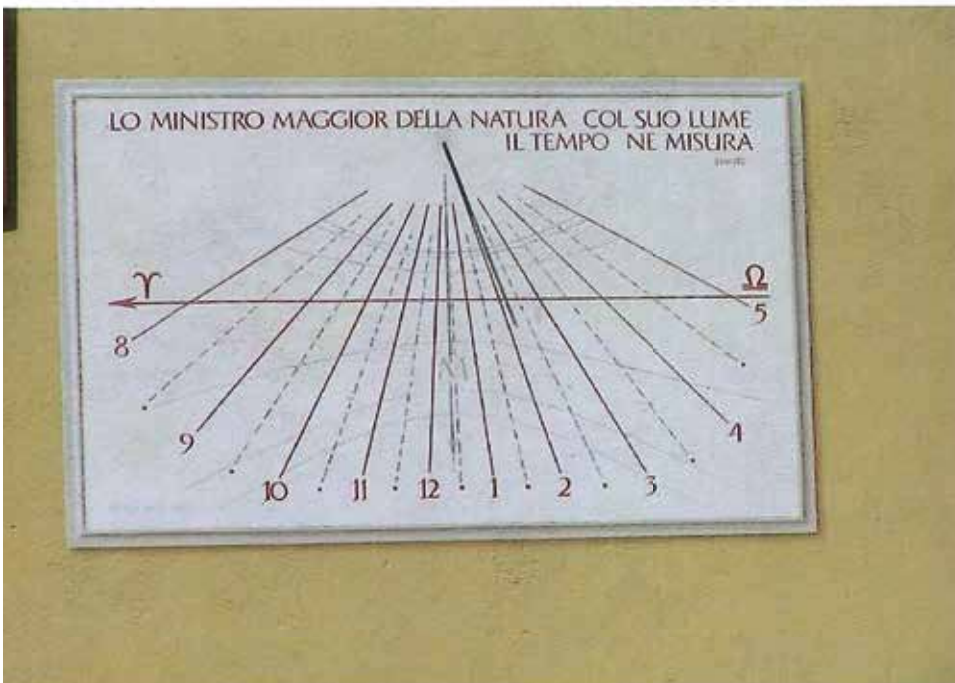 LO MINISTRO MAGGIOR DELLA NATURA COL SUO LUME
IL TEMPO NE MISURA
♈ ♎
8 5
9 4
10 11 12 1 2 3